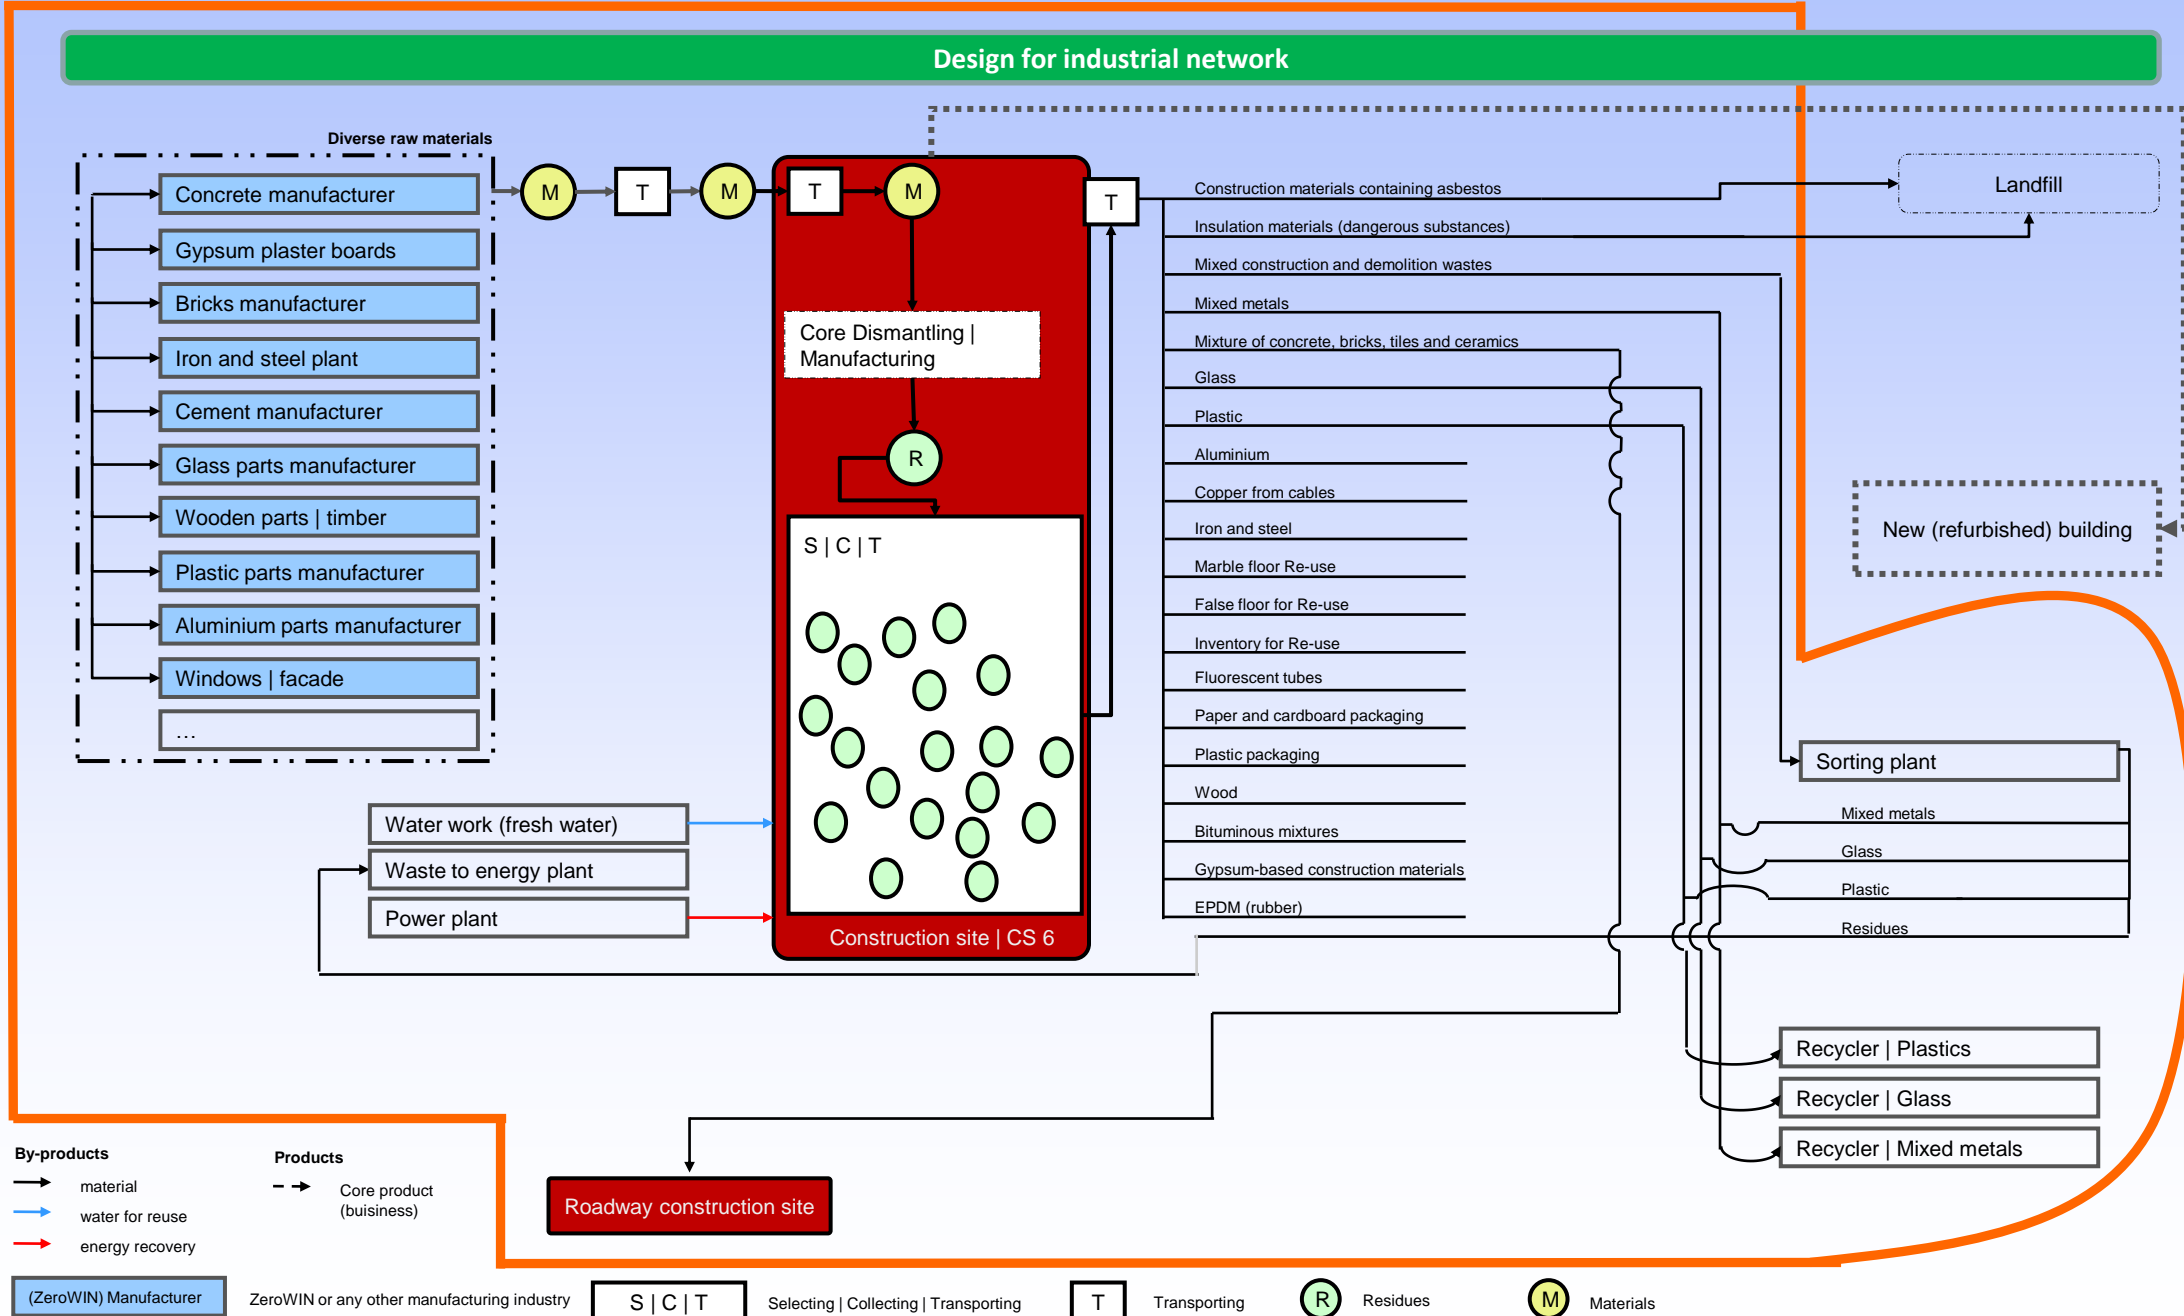 Design for industrial network
Diverse raw materials
Concrete manufacturer
Gypsum plaster boards
Bricks manufacturer
Iron and steel plant
Cement manufacturer
Glass parts manufacturer
Wooden parts | timber
Plastic parts manufacturer
Aluminium parts manufacturer
Windows | facade
...
M
T
M
T
M
T
Core Dismantling |
Manufacturing
R
S | C | T
Construction site | CS 6
Water work (fresh water)
Waste to energy plant
Power plant
Construction materials containing asbestos
Insulation materials (dangerous substances)
Mixed construction and demolition wastes
Mixed metals
Mixture of concrete, bricks, tiles and ceramics
Glass
Plastic
Aluminium
Copper from cables
Iron and steel
Marble floor Re-use
False floor for Re-use
Inventory for Re-use
Fluorescent tubes
Paper and cardboard packaging
Plastic packaging
Wood
Bituminous mixtures
Gypsum-based construction materials
EPDM (rubber)
Landfill
New (refurbished) building
Sorting plant
Mixed metals
Glass
Plastic
Residues
Recycler | Plastics
Recycler | Glass
Recycler | Mixed metals
Roadway construction site
By-products
material
water for reuse
energy recovery
Products
Core product
(buisiness)
(ZeroWIN) Manufacturer
ZeroWIN or any other manufacturing industry
S | C | T
Selecting | Collecting | Transporting
T
Transporting
R
Residues
M
Materials